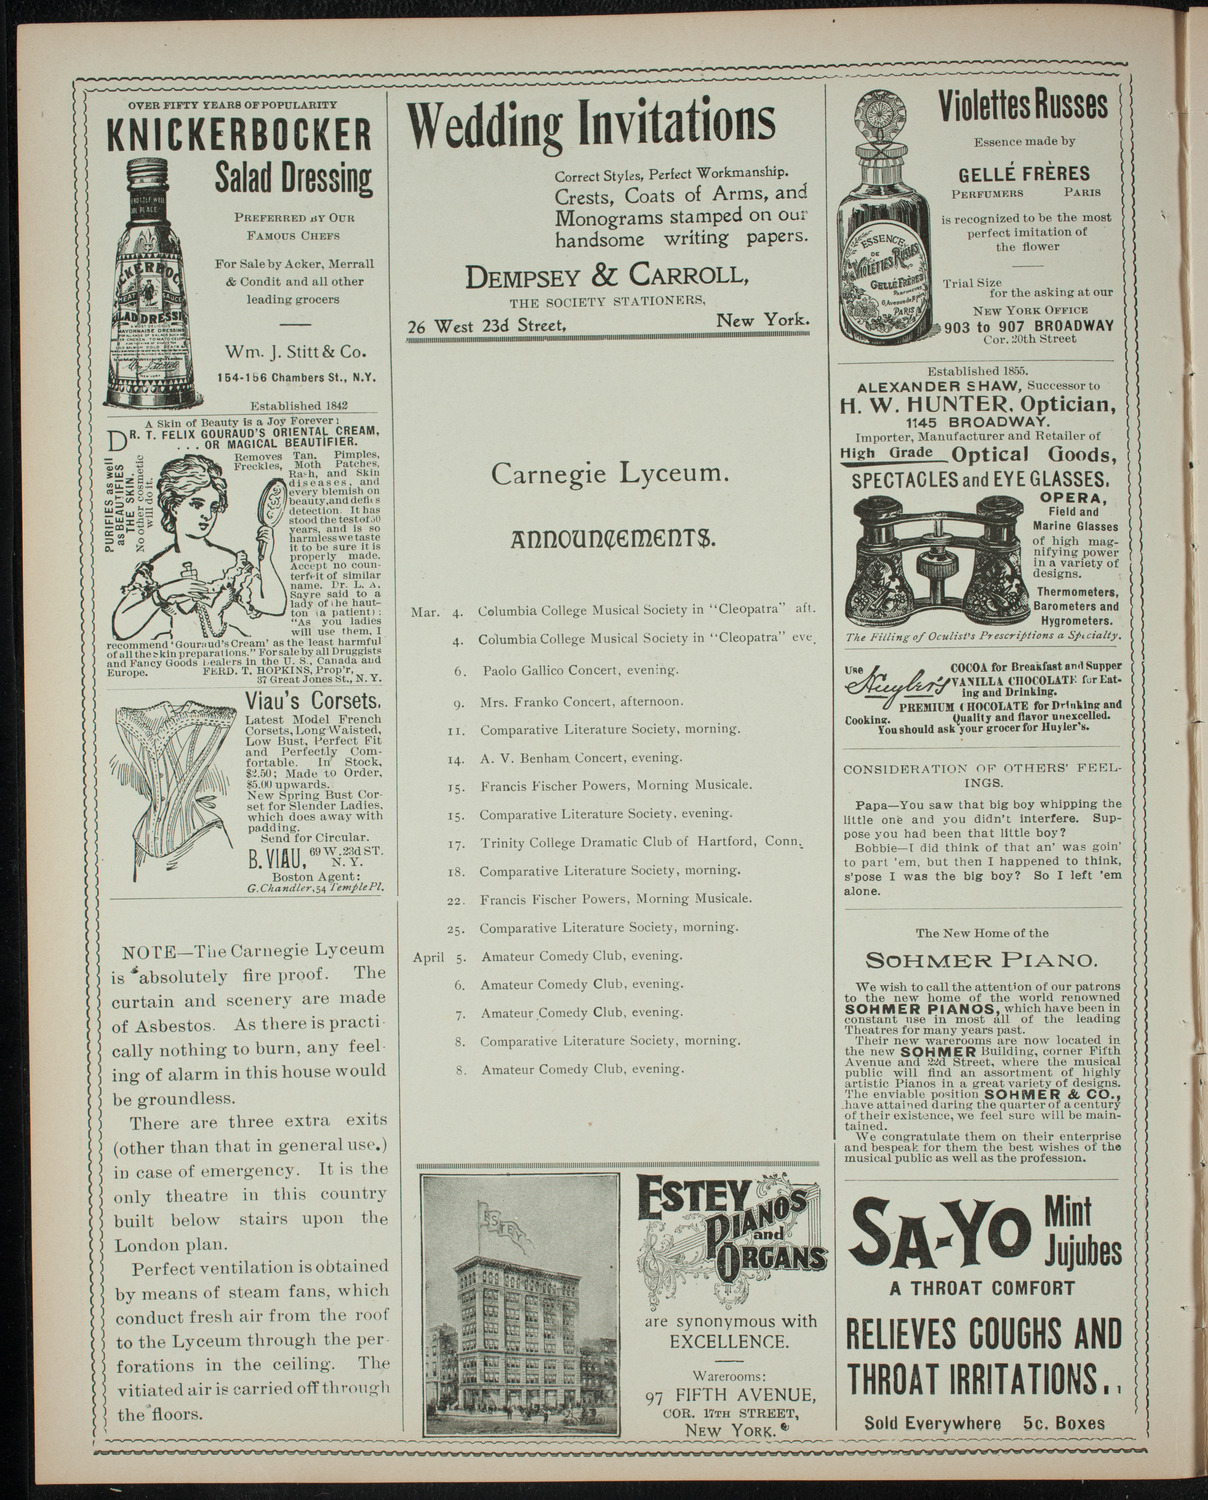 OVER FIFTY YEARS OF POPULARITY
KNICKERBOCKER
Salad Dressing
PREFERRED BY OUR
FAMOUS CHEFS
For Sale by Acker, Merrall
& Condit and all other
leading grocers
Wm. J. Stitt & Co.
154-156 Chambers St., N.Y.
Established 1842
A Skin of Beauty is a Joy Forever;
DR. T. FELIX GOURAUD'S ORIENTAL CREAM,
. . . OR MAGICAL BEAUTIFIER.
PURIFIES as well
as BEAUTIFIES
THE SKIN.
No other cosmetic
will do it.
Removes Tan, Pimples,
Freckles, Moth Patches,
Rash, and Skin
diseases, and
every blemish on
beauty, and defies
detection. It has
stood the test of 50
years, and is so
harmless we taste
it to be sure it is
properly made.
Accept no coun-
terfeit of similar
name. Dr. L. A.
Sayre said to a
lady of the haut-
ton (a patient):
"As you ladies
will use them, I
recommend 'Gouraud's Cream' as the least harmful
of all the skin preparations." For sale by all Druggists
and Fancy Goods Dealers in the U. S., Canada and
Europe. FERD. T. HOPKINS, Prop'r,
37 Great Jones St., N. Y.
Viau's Corsets.
Latest Model French
Corsets, Long Waisted,
Low Bust, Perfect Fit
and Perfectly Com-
fortable. In Stock,
$2.50; Made to Order,
$5.00 upwards.
New Spring Bust Cor-
set for Slender Ladies,
which does away with
padding.
Send for Circular.
B. VIAU, 69 W. 23d ST.
N. Y.
Boston Agent:
G. Chandler, 54 Temple Pl.
NOTE—The Carnegie Lyceum
is absolutely fire proof. The
curtain and scenery are made
of Asbestos. As there is practi-
cally nothing to burn, any feel-
ing of alarm in this house would
be groundless.
There are three extra exits
(other than that in general use.)
in case of emergency. It is the
only theatre in this country
built below stairs upon the
London plan.
Perfect ventilation is obtained
by means of steam fans, which
conduct fresh air from the roof
to the Lyceum through the per-
forations in the ceiling. The
vitiated air is carried off through
the floors.
Wedding Invitations
Correct Styles, Perfect Workmanship.
Crests, Coats of Arms, and
Monograms stamped on our
handsome writing papers.
DEMPSEY & CARROLL,
THE SOCIETY STATIONERS,
26 West 23d Street, New York.
Carnegie Lyceum.
ANNOUNCEMENTS.
Mar. 4. Columbia College Musical Society in "Cleopatra" aft.
4. Columbia College Musical Society in "Cleopatra" eve.
6. Paolo Gallico Concert, evening.
9. Mrs. Franko Concert, afternoon.
11. Comparative Literature Society, morning.
14. A. V. Benham Concert, evening.
15. Francis Fischer Powers, Morning Musicale.
15. Comparative Literature Society, evening.
17. Trinity College Dramatic Club of Hartford, Conn.
18. Comparative Literature Society, morning.
22. Francis Fischer Powers, Morning Musicale.
25. Comparative Literature Society, morning.
April 5. Amateur Comedy Club, evening.
6. Amateur Comedy Club, evening.
7. Amateur Comedy Club, evening.
8. Comparative Literature Society, morning.
8. Amateur Comedy Club, evening.
ESTEY
ESTEY
PIANOS
and
ORGANS
are synonymous with
EXCELLENCE.
Warerooms:
97 FIFTH AVENUE,
COR. 17TH STREET,
NEW YORK.
Violettes Russes
Essence made by
GELLÉ FRÈRES
PERFUMERS PARIS
is recognized to be the most
perfect imitation of
the flower
Trial Size
for the asking at our
NEW YORK OFFICE
903 to 907 BROADWAY
Cor. 20th Street
ESSENCE
DE
VIOLETTES RUSSES
GELLÉ FRÈRES
PARIS
Established 1855.
ALEXANDER SHAW, Successor to
H. W. HUNTER, Optician,
1145 BROADWAY.
Importer, Manufacturer and Retailer of
High Grade Optical Goods,
SPECTACLES and EYE GLASSES,
OPERA,
Field and
Marine Glasses
of high mag-
nifying power
in a variety of
designs.
Thermometers,
Barometers and
Hygrometers.
The Filling of Oculist's Prescriptions a Specialty.
Use Huyler's COCOA for Breakfast and Supper
VANILLA CHOCOLATE for Eat-
ing and Drinking.
PREMIUM CHOCOLATE for Drinking and
Cooking. Quality and flavor unexcelled.
You should ask your grocer for Huyler's.
CONSIDERATION OF OTHERS' FEEL-
INGS.
Papa—You saw that big boy whipping the
little one and you didn't interfere. Sup-
pose you had been that little boy?
Bobbie—I did think of that an' was goin'
to part 'em, but then I happened to think,
s'pose I was the big boy? So I left 'em
alone.
The New Home of the
SOHMER PIANO.
We wish to call the attention of our patrons
to the new home of the world renowned
SOHMER PIANOS, which have been in
constant use in most all of the leading
Theatres for many years past.
Their new warerooms are now located in
the new SOHMER Building, corner Fifth
Avenue and 22d Street, where the musical
public will find an assortment of highly
artistic Pianos in a great variety of designs.
The enviable position SOHMER & CO.,
have attained during the quarter of a century
of their existence, we feel sure will be main-
tained.
We congratulate them on their enterprise
and bespeak for them the best wishes of the
musical public as well as the profession.
SA-YO Mint
Jujubes
A THROAT COMFORT
RELIEVES COUGHS AND
THROAT IRRITATIONS. . ,
Sold Everywhere 5c. Boxes